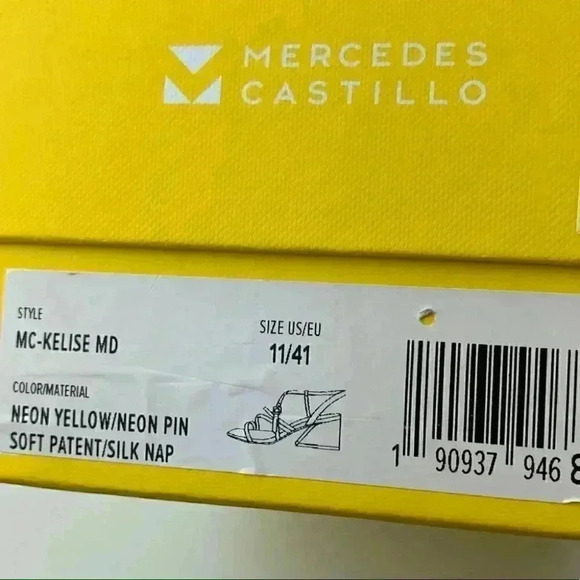 MERCEDES
CASTILLO
STYLE
MC-KELISE MD
SIZE US/EU
11/41
COLOR/MATERIAL
NEON YELLOW/NEON PIN
SOFT PATENT/SILK NAP
1 90937 946